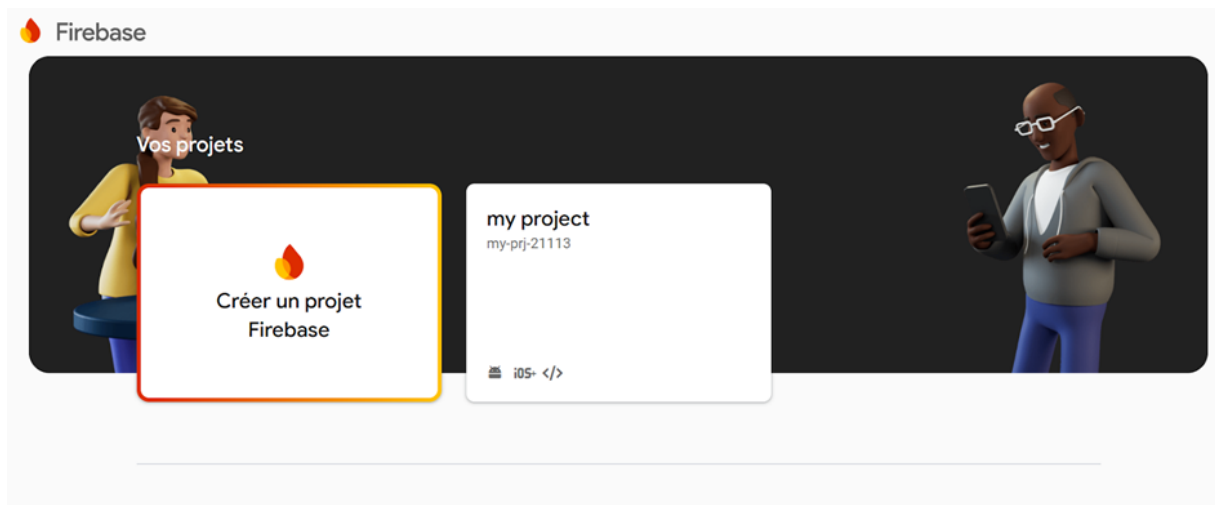 Firebase
Vos projets
Créer un projet
Firebase
my project
my-prj-21113
iOS+ </>